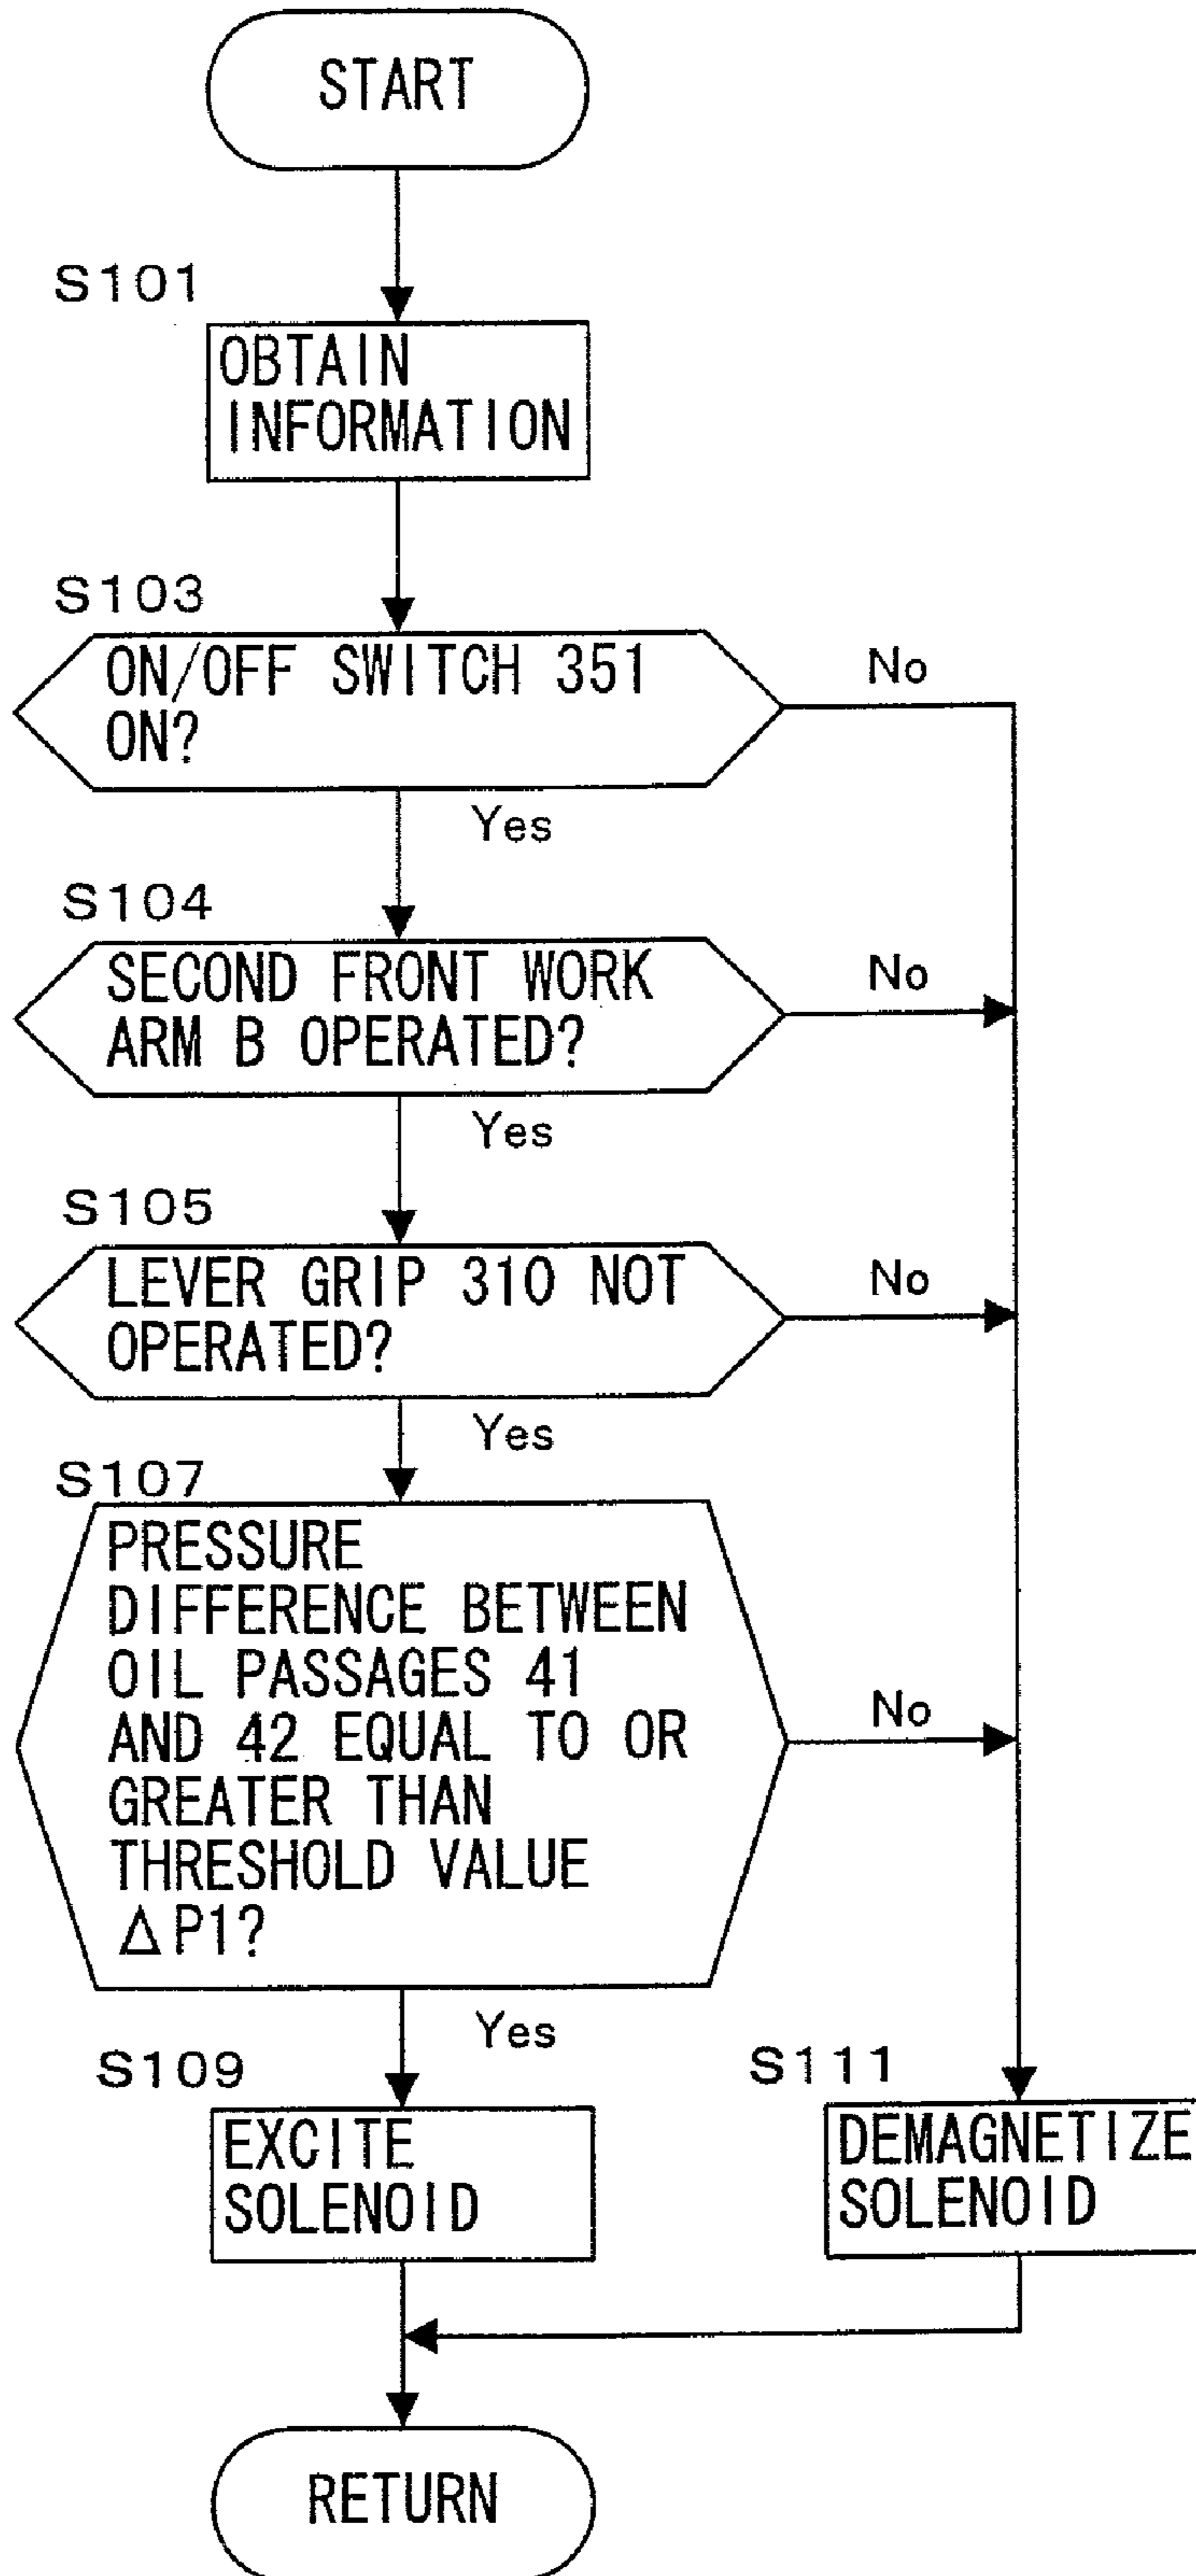 START
S101
OBTAIN
INFORMATION
S103
ON/OFF SWITCH 351
ON?
No
Yes
S104
SECOND FRONT WORK
ARM B OPERATED?
No
Yes
S105
LEVER GRIP 310 NOT
OPERATED?
No
Yes
S107
PRESSURE
DIFFERENCE BETWEEN
OIL PASSAGES 41
AND 42 EQUAL TO OR
GREATER THAN
THRESHOLD VALUE
△P1?
No
Yes
S109
EXCITE
SOLENOID
S111
DEMAGNETIZE
SOLENOID
RETURN